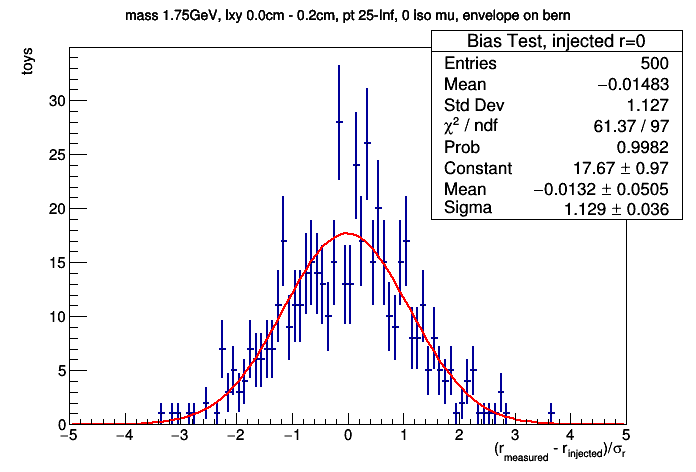 mass 1.75GeV, lxy 0.0cm - 0.2cm, pt 25-Inf, 0 Iso mu, envelope on bern
Bias Test, injected r=0
Entries 500
Mean −0.01483
Std Dev 1.127
χ² / ndf 61.37 / 97
Prob 0.9982
Constant 17.67 ± 0.97
Mean −0.0132 ± 0.0505
Sigma 1.129 ± 0.036
toys
30
25
20
15
10
5
0
−5 −4 −3 −2 −1 0 1 2 3 4 5
(r_measured - r_injected)/σ_r